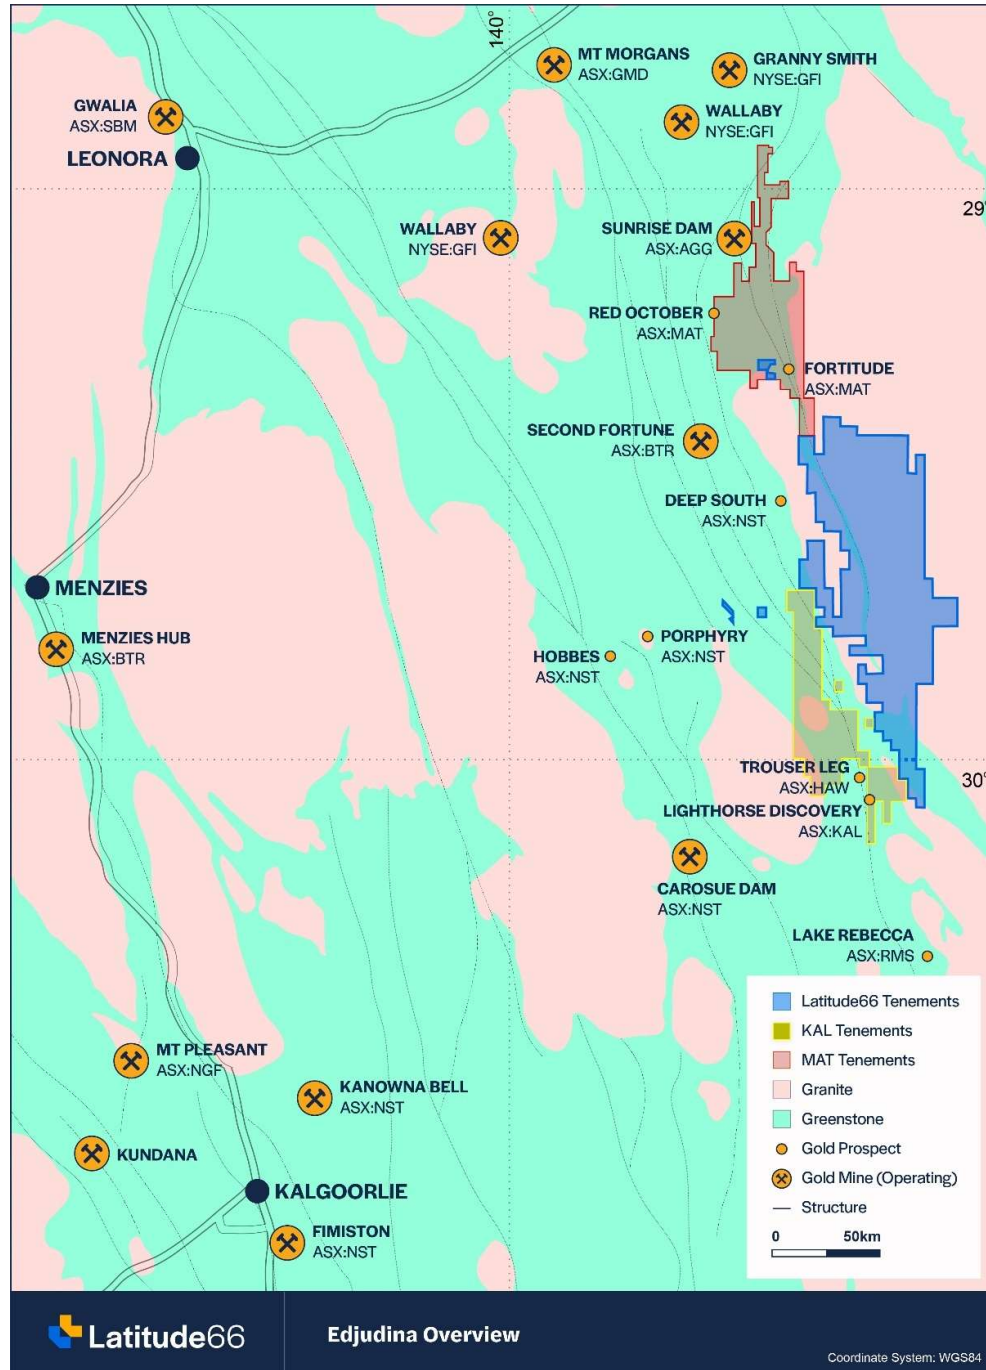 140°
MT MORGANS
ASX:GMD
GRANNY SMITH
NYSE:GFI
GWALIA
ASX:SBM
WALLABY
NYSE:GFI
LEONORA
29°
WALLABY
NYSE:GFI
SUNRISE DAM
ASX:AGG
RED OCTOBER
ASX:MAT
FORTITUDE
ASX:MAT
SECOND FORTUNE
ASX:BTR
DEEP SOUTH
ASX:NST
MENZIES
MENZIES HUB
ASX:BTR
PORPHYRY
ASX:NST
HOBBES
ASX:NST
TROUSER LEG
ASX:HAW
30°
LIGHTHORSE DISCOVERY
ASX:KAL
CAROSUE DAM
ASX:NST
LAKE REBECCA
ASX:RMS
Latitude66 Tenements
KAL Tenements
MAT Tenements
Granite
Greenstone
Gold Prospect
Gold Mine (Operating)
Structure
0 50km
MT PLEASANT
ASX:NGF
KANOWNA BELL
ASX:NST
KUNDANA
KALGOORLIE
FIMISTON
ASX:NST
Latitude66
Edjudina Overview
Coordinate System: WGS84